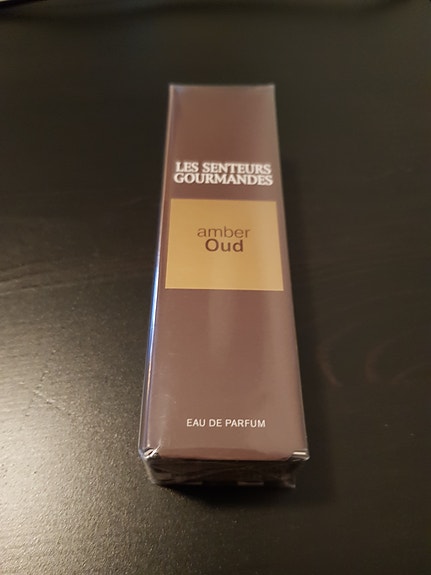 LES SENTEURS
GOURMANDES
amber
Oud
EAU DE PARFUM